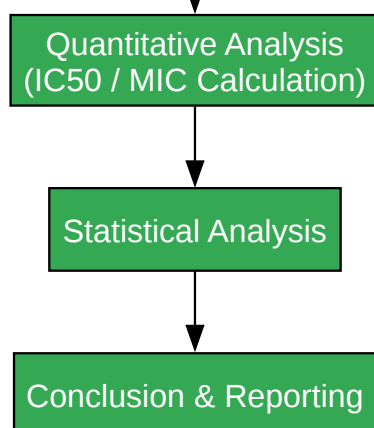 Quantitative Analysis
(IC50 / MIC Calculation)
Statistical Analysis
Conclusion & Reporting